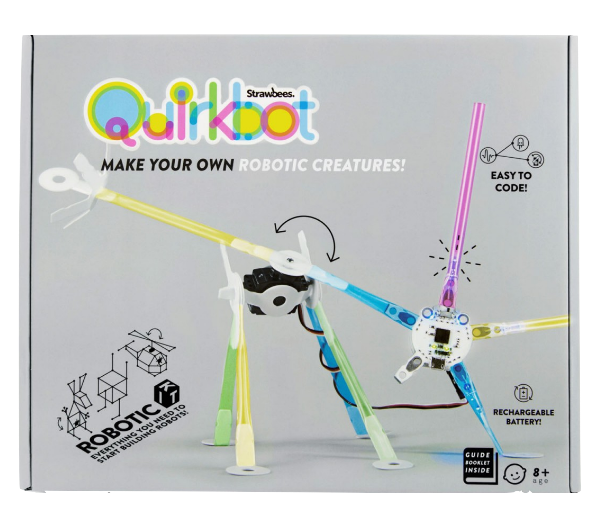 Strawbees.
Quirkbot
MAKE YOUR OWN ROBOTIC CREATURES!
EASY TO
CODE!
ROBOTIC KIT
EVERYTHING YOU NEED TO
START BUILDING ROBOTS!
RECHARGEABLE
BATTERY!
GUIDE
BOOKLET
INSIDE
8+
age